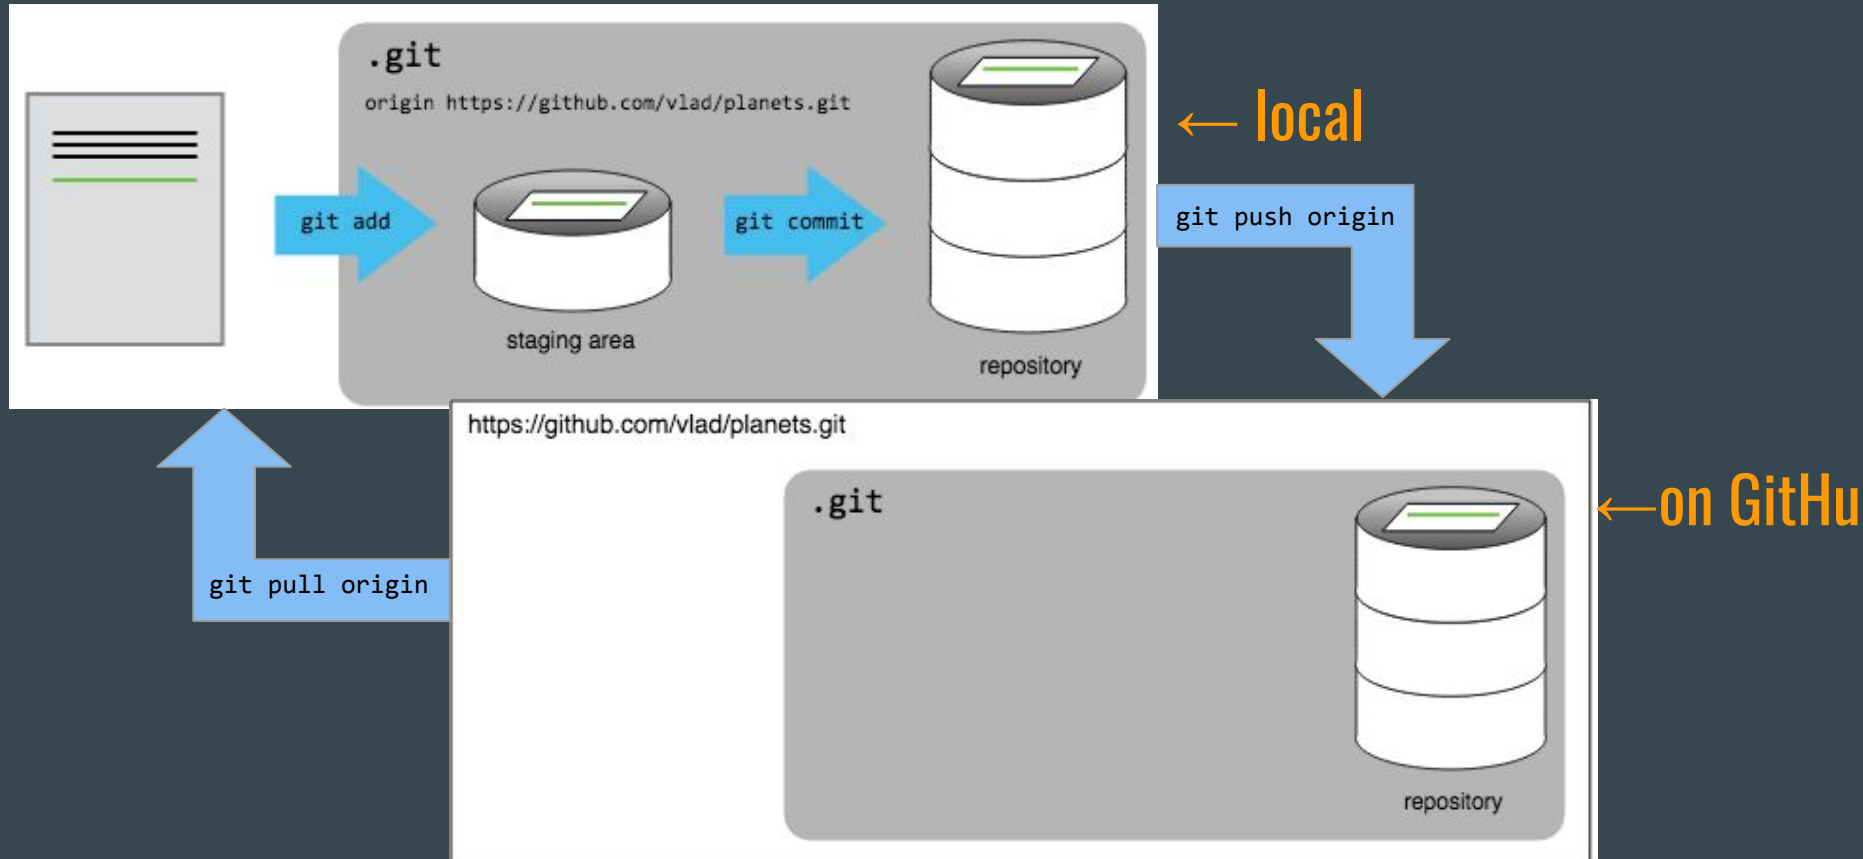 .git
origin https://github.com/vlad/planets.git
← local
git add
git commit
git push origin
staging area
repository
https://github.com/vlad/planets.git
.git
←on GitHu
git pull origin
repository